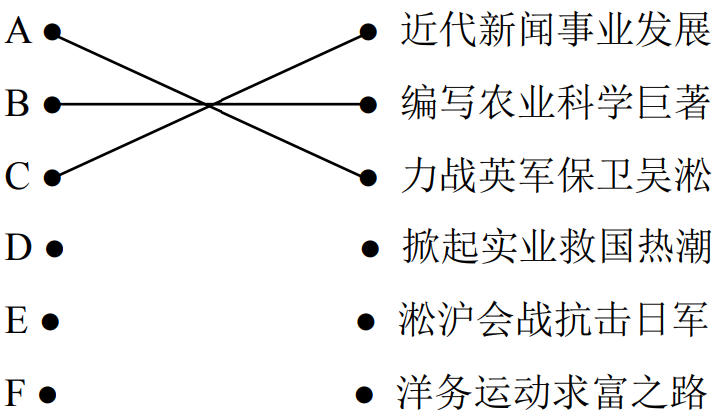 A 近代新闻事业发展
B 编写农业科学巨著
C 力战英军保卫吴淞
D 掀起实业救国热潮
E 淞沪会战抗击日军
F 洋务运动求富之路